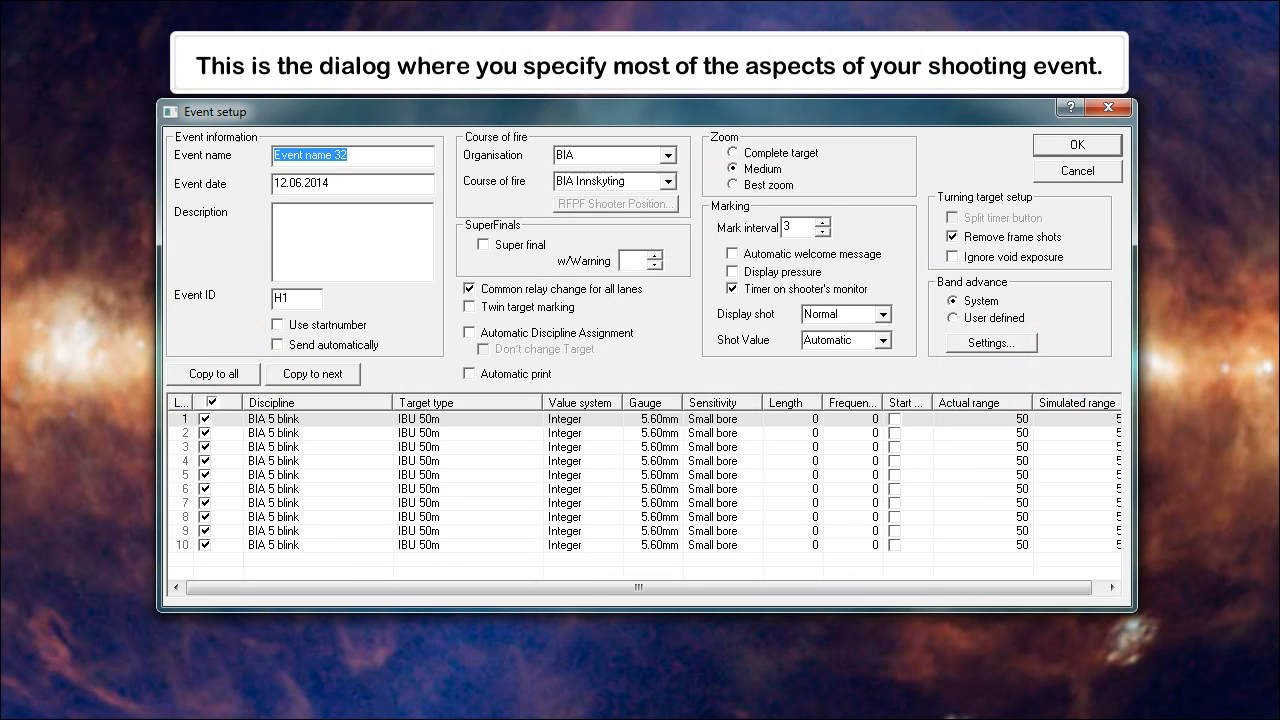 This is the dialog where you specify most of the aspects of your shooting event.
Event setup
?
Event information
Event name Event name 32
Event date 12.06.2014
Description
Event ID H1
Use startnumber
Send automatically
Copy to all Copy to next
Course of fire
Organisation BIA
Course of fire BIA Innskyting
RFPF Shooter Position...
SuperFinals
Super final
w/Warning
Common relay change for all lanes
Twin target marking
Automatic Discipline Assignment
Don't change Target
Automatic print
Zoom
Complete target
Medium
Best zoom
Marking
Mark interval 3
Automatic welcome message
Display pressure
Timer on shooter's monitor
Display shot Normal
Shot Value Automatic
OK
Cancel
Turning target setup
Split timer button
Remove frame shots
Ignore void exposure
Band advance
System
User defined
Settings...
L... Discipline Target type Value system Gauge Sensitivity Length Frequen... Start ... Actual range Simulated range
1 BIA 5 blink IBU 50m Integer 5.60mm Small bore 0 0 50 5
2 BIA 5 blink IBU 50m Integer 5.60mm Small bore 0 0 50 5
3 BIA 5 blink IBU 50m Integer 5.60mm Small bore 0 0 50 5
4 BIA 5 blink IBU 50m Integer 5.60mm Small bore 0 0 50 5
5 BIA 5 blink IBU 50m Integer 5.60mm Small bore 0 0 50 5
6 BIA 5 blink IBU 50m Integer 5.60mm Small bore 0 0 50 5
7 BIA 5 blink IBU 50m Integer 5.60mm Small bore 0 0 50 5
8 BIA 5 blink IBU 50m Integer 5.60mm Small bore 0 0 50 5
9 BIA 5 blink IBU 50m Integer 5.60mm Small bore 0 0 50 5
10 BIA 5 blink IBU 50m Integer 5.60mm Small bore 0 0 50 5